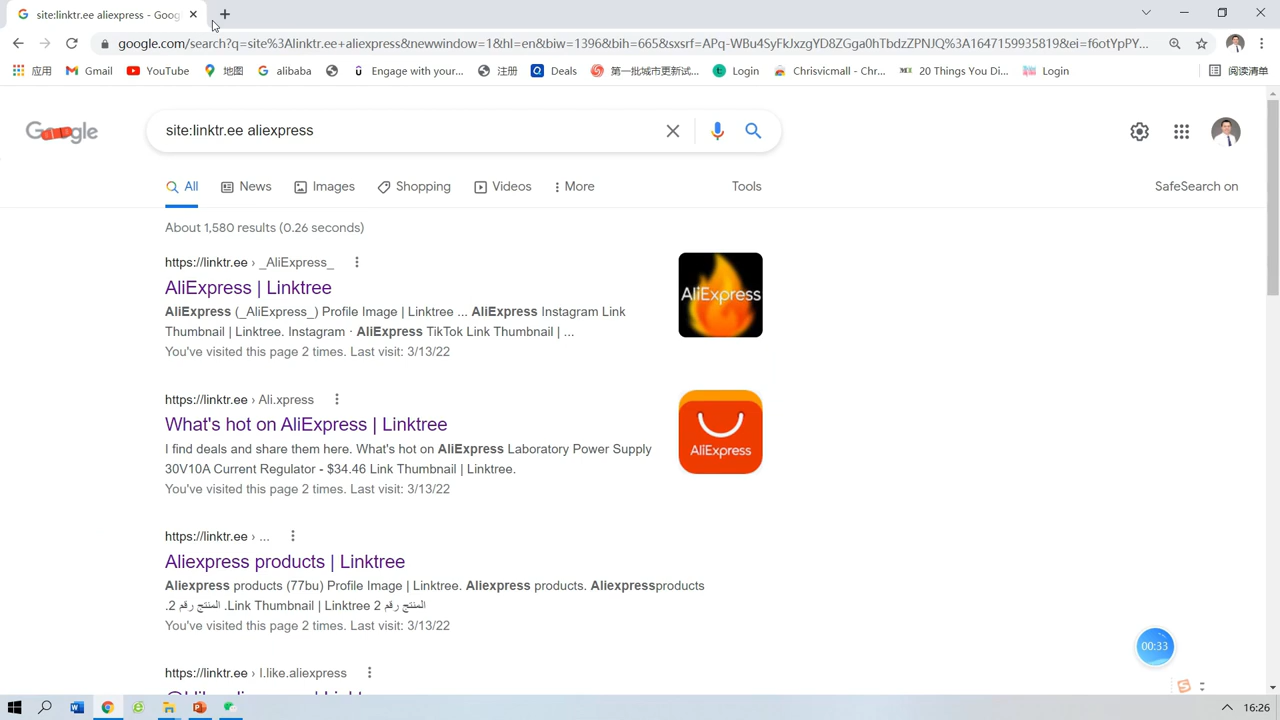 site:linktr.ee aliexpress - Goog
google.com/search?q=site%3Alinktr.ee+aliexpress&newwindow=1&hl=en&biw=1396&bih=665&sxsrf=APq-WBu4SyFkJxzgYD8ZGga0hTbdzZPNJQ%3A1647159935819&ei=f6otYpPY...
应用 Gmail YouTube 地图 alibaba Engage with your... 注册 Deals 第一批城市更新试... Login Chrisvicmall - Chr... 20 Things You Di... Login 阅读清单
Google
site:linktr.ee aliexpress
All News Images Shopping Videos More Tools SafeSearch on
About 1,580 results (0.26 seconds)
https://linktr.ee › _AliExpress_
AliExpress | Linktree
AliExpress (_AliExpress_) Profile Image | Linktree ... AliExpress Instagram Link
Thumbnail | Linktree. Instagram · AliExpress TikTok Link Thumbnail | ...
You've visited this page 2 times. Last visit: 3/13/22
AliExpress
https://linktr.ee › Ali.xpress
What's hot on AliExpress | Linktree
I find deals and share them here. What's hot on AliExpress Laboratory Power Supply
30V10A Current Regulator - $34.46 Link Thumbnail | Linktree.
You've visited this page 2 times. Last visit: 3/13/22
AliExpress
https://linktr.ee › ...
Aliexpress products | Linktree
Aliexpress products (77bu) Profile Image | Linktree. Aliexpress products. Aliexpressproducts
.2 المنتج رقم .Link Thumbnail | Linktree 2 المنتج رقم
You've visited this page 2 times. Last visit: 3/13/22
https://linktr.ee › I.like.aliexpress
00:33
16:26